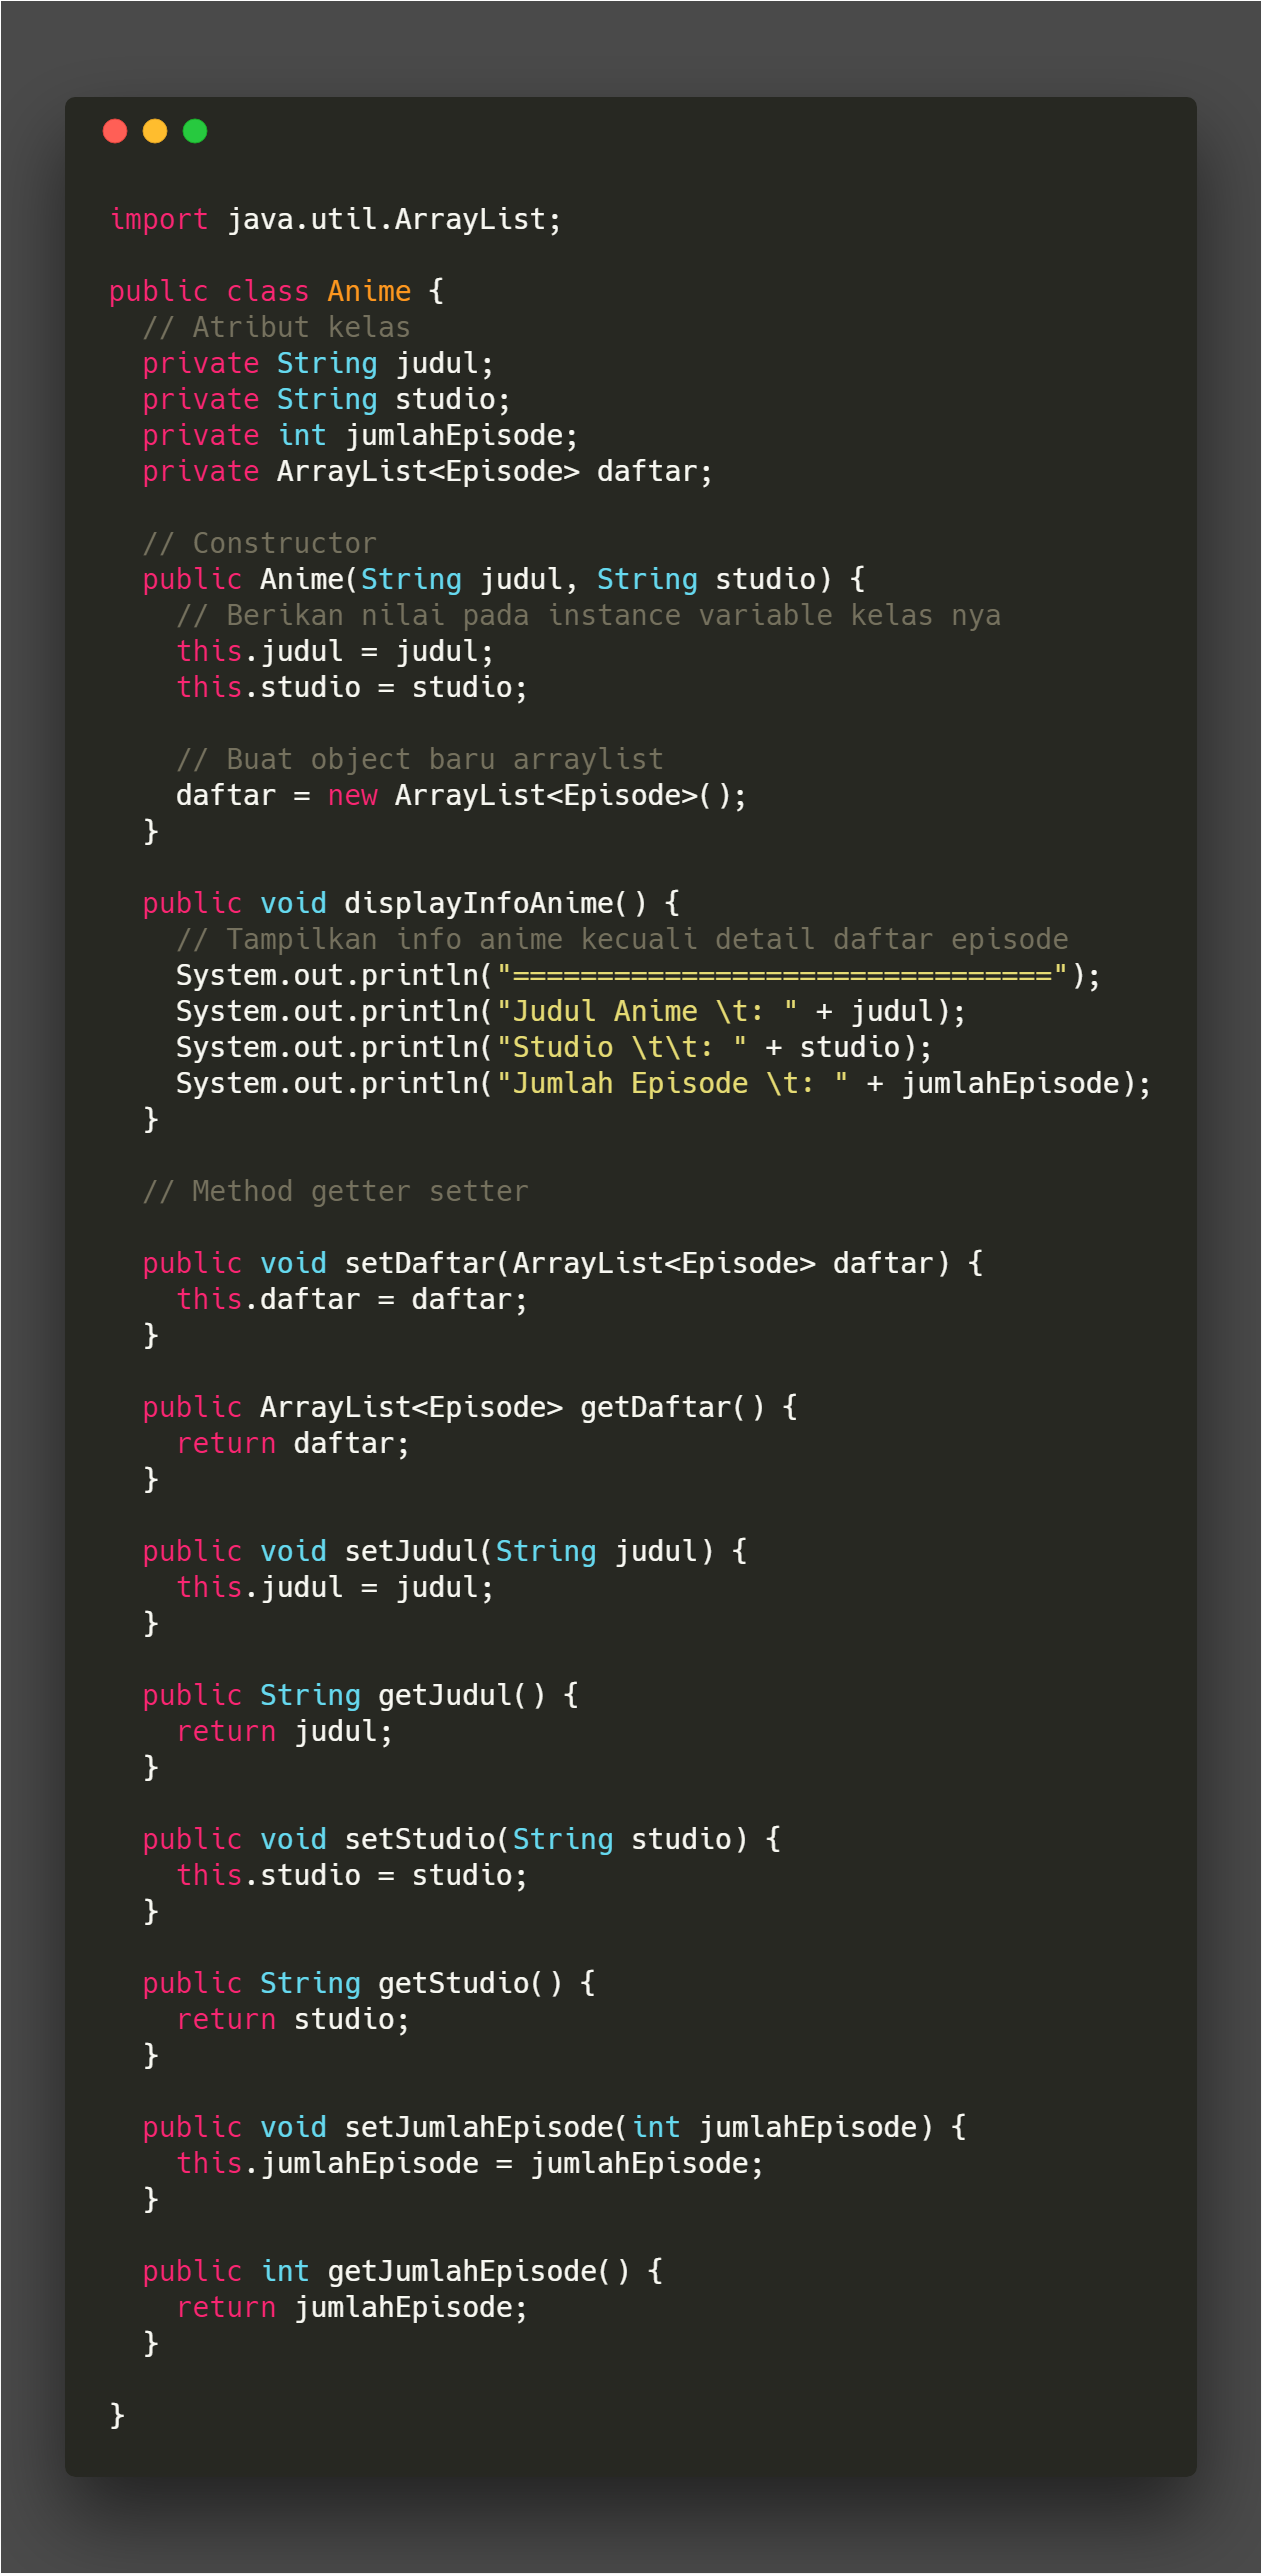 import java.util.ArrayList;
public class Anime {
// Atribut kelas
private String judul;
private String studio;
private int jumlahEpisode;
private ArrayList<Episode> daftar;
// Constructor
public Anime(String judul, String studio) {
// Berikan nilai pada instance variable kelas nya
this.judul = judul;
this.studio = studio;
// Buat object baru arraylist
daftar = new ArrayList<Episode>();
}
public void displayInfoAnime() {
// Tampilkan info anime kecuali detail daftar episode
System.out.println("================================");
System.out.println("Judul Anime \t: " + judul);
System.out.println("Studio \t\t: " + studio);
System.out.println("Jumlah Episode \t: " + jumlahEpisode);
}
// Method getter setter
public void setDaftar(ArrayList<Episode> daftar) {
this.daftar = daftar;
}
public ArrayList<Episode> getDaftar() {
return daftar;
}
public void setJudul(String judul) {
this.judul = judul;
}
public String getJudul() {
return judul;
}
public void setStudio(String studio) {
this.studio = studio;
}
public String getStudio() {
return studio;
}
public void setJumlahEpisode(int jumlahEpisode) {
this.jumlahEpisode = jumlahEpisode;
}
public int getJumlahEpisode() {
return jumlahEpisode;
}
}